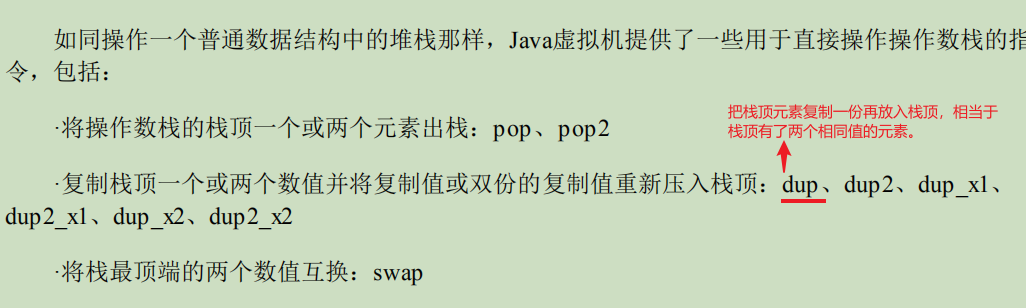 如同操作一个普通数据结构中的堆栈那样，Java虚拟机提供了一些用于直接操作操作数栈的指
令，包括：
·将操作数栈的栈顶一个或两个元素出栈：pop、pop2
把栈顶元素复制一份再放入栈顶，相当于
栈顶有了两个相同值的元素。
·复制栈顶一个或两个数值并将复制值或双份的复制值重新压入栈顶：dup、dup2、dup_x1、
dup2_x1、dup_x2、dup2_x2
·将栈最顶端的两个数值互换：swap